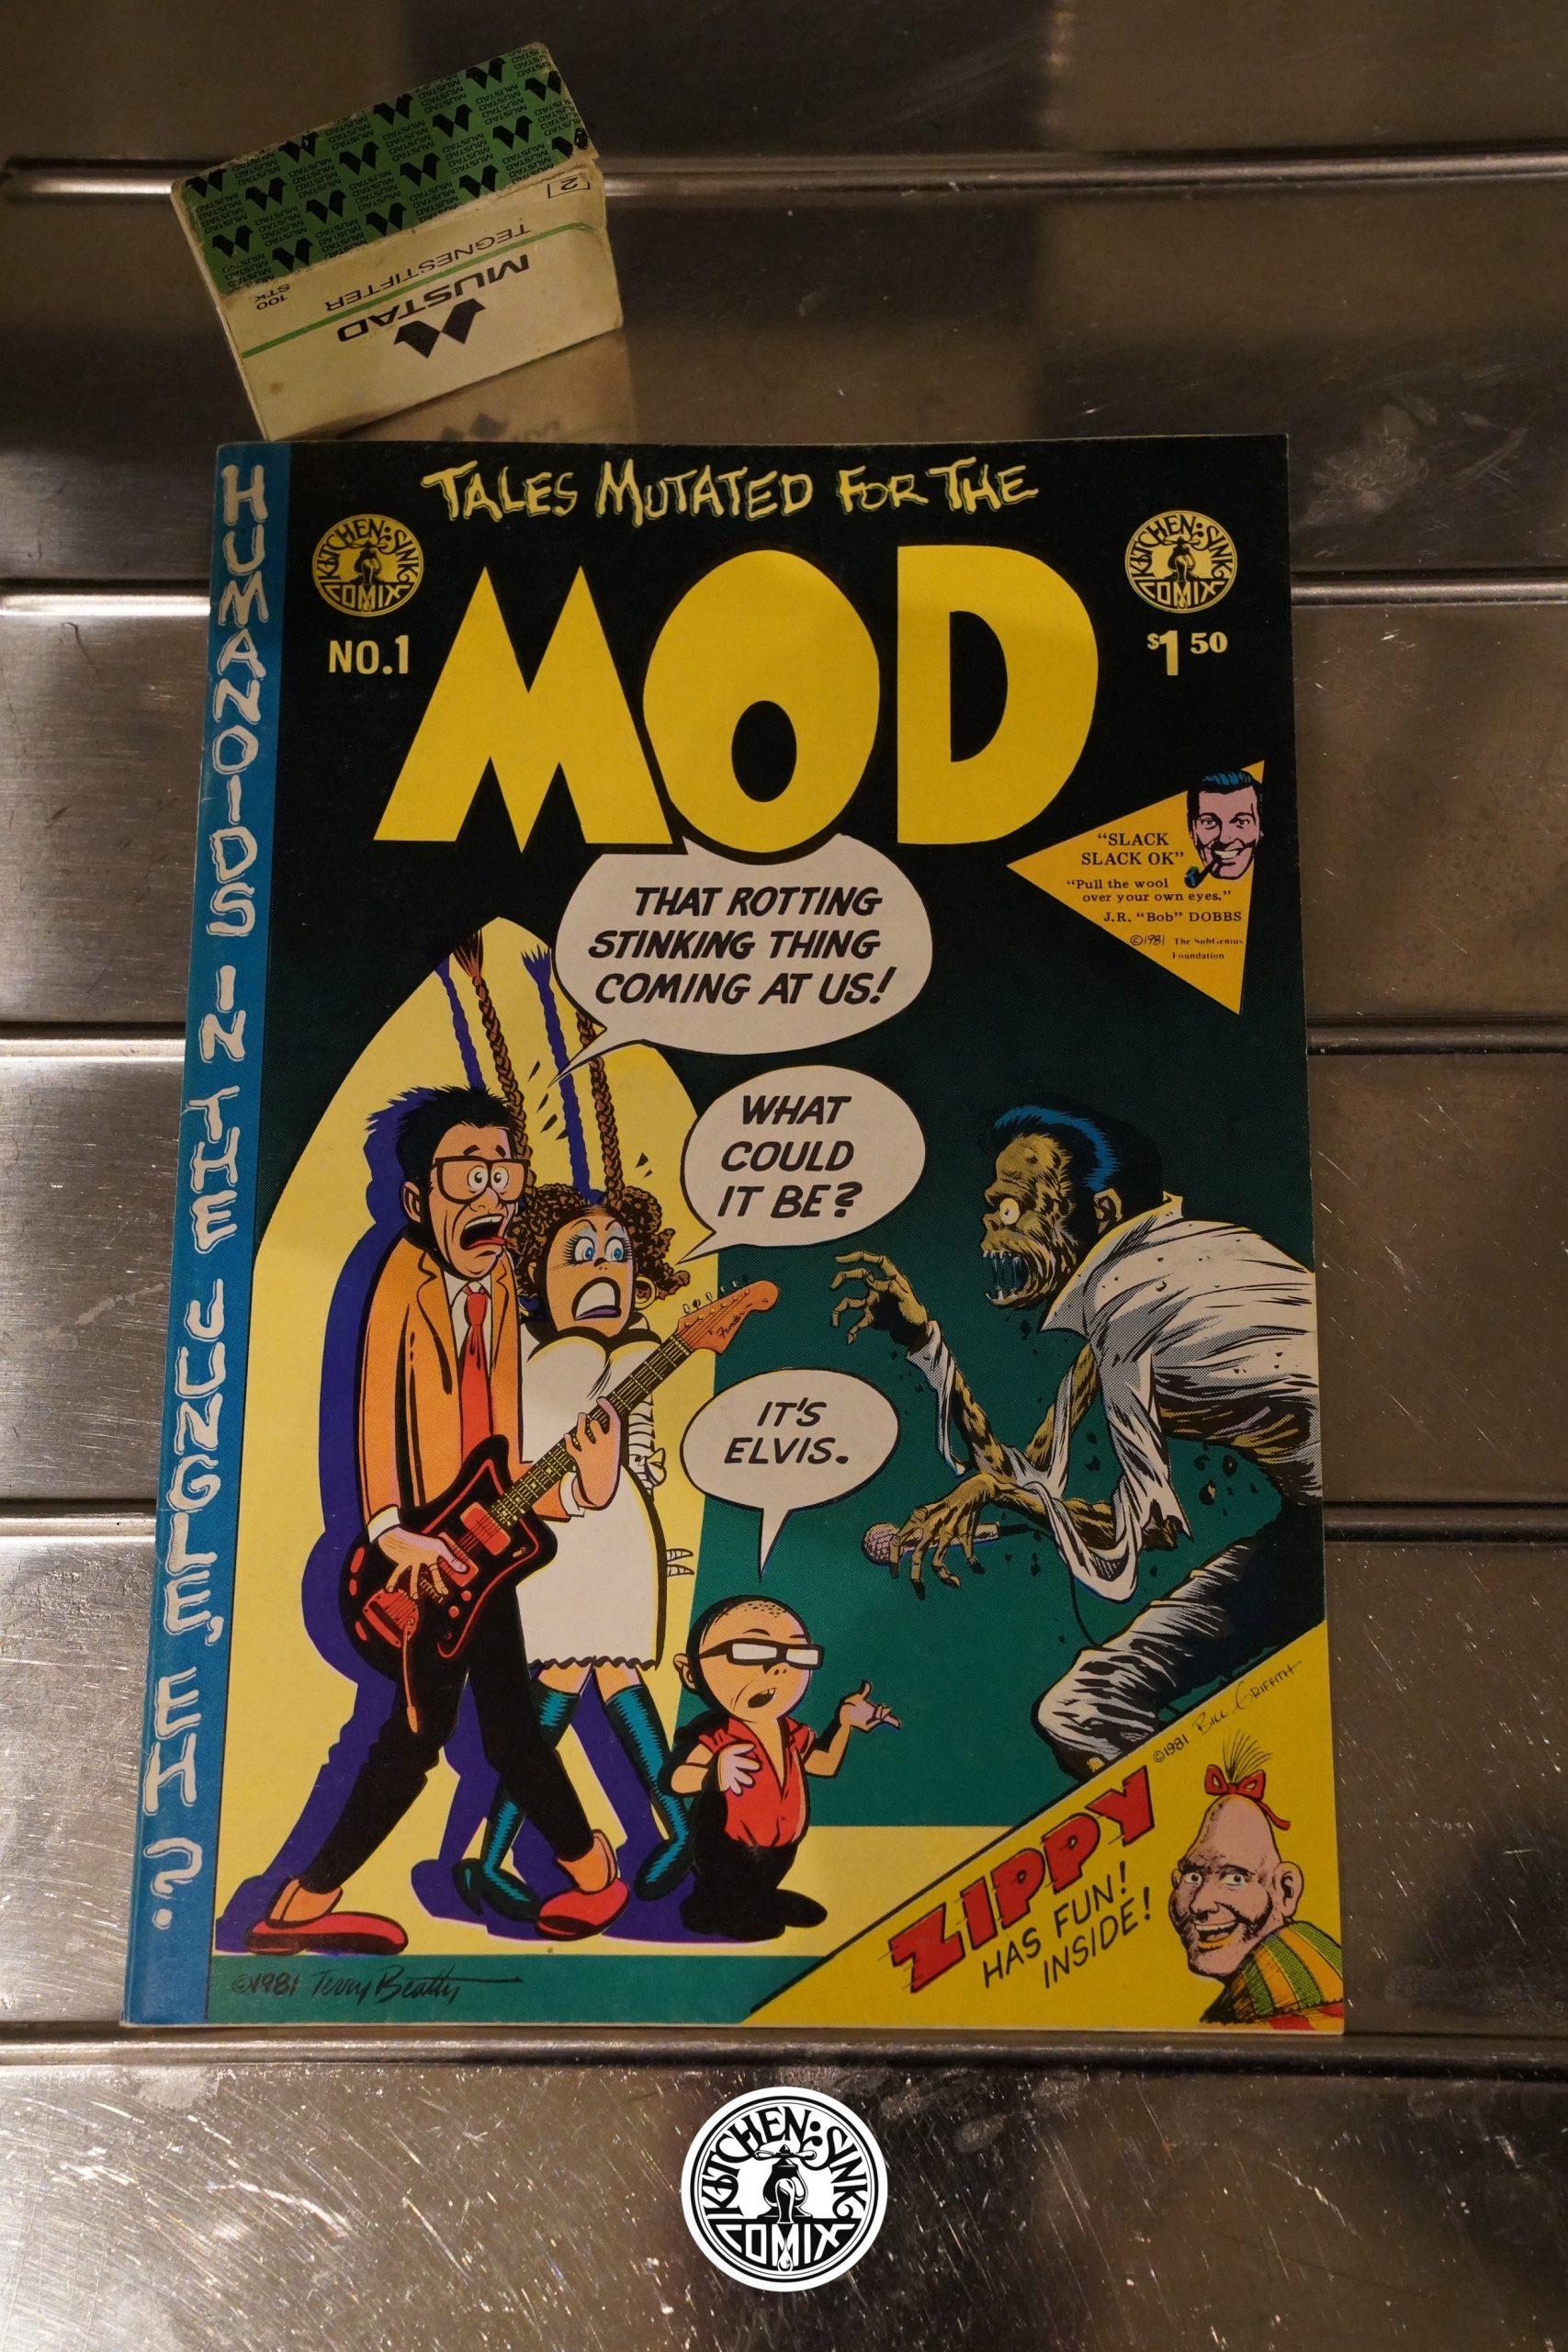 MUSTAD
TEGNESTIFTER
100
STK
2
TALES MUTATED FOR THE
MOD
KITCHEN SINK
COMIX
NO.1
KITCHEN SINK
COMIX
$1 50
HUMANOIDS IN THE JUNGLE, EH?
"SLACK
SLACK OK"
"Pull the wool
over your own eyes."
J.R. "Bob" DOBBS
©1981 The SubGenius
Foundation
THAT ROTTING
STINKING THING
COMING AT US!
WHAT
COULD
IT BE?
Fender
IT'S
ELVIS.
©1981 BILL GRIFFITH
ZIPPY
HAS FUN!
INSIDE!
©1981 Terry Beatty
KITCHEN SINK
COMIX